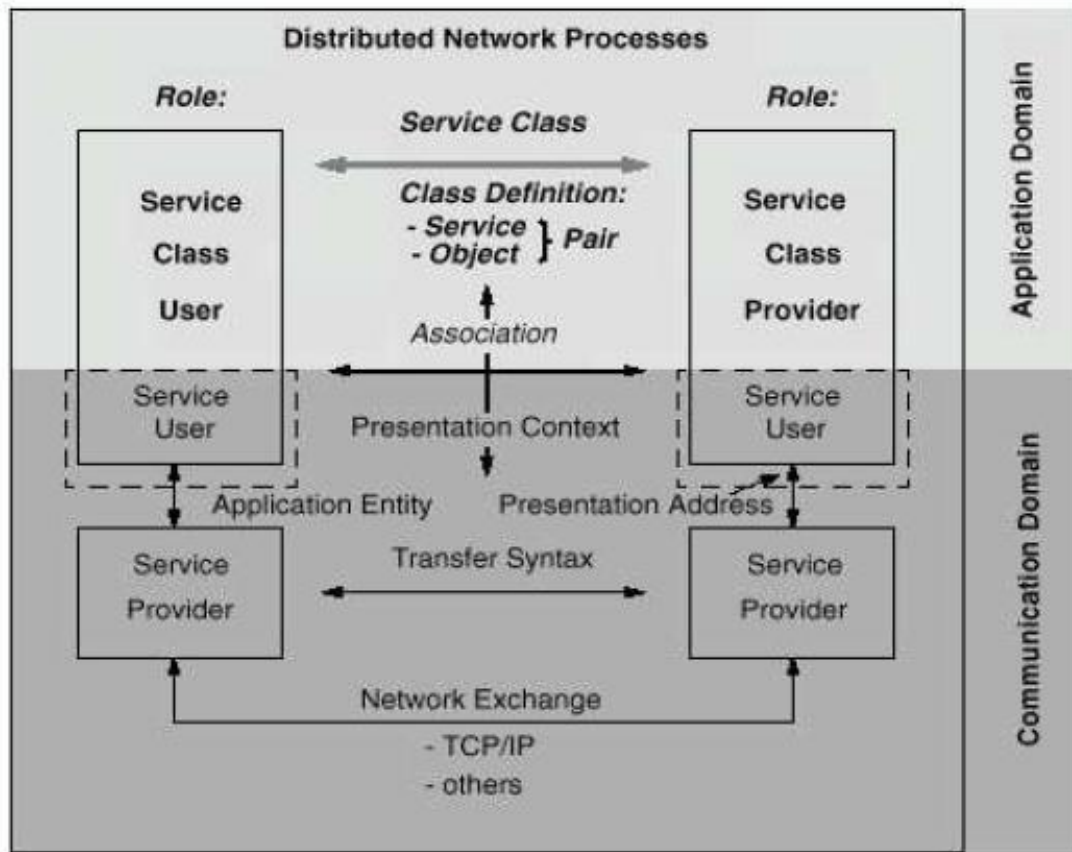 Distributed Network Processes
Role:
Role:
Service Class
Class Definition:
- Service
- Object
} Pair
Service
Class
User
Service
Class
Provider
Association
Service
User
Presentation Context
Service
User
Application Entity
Presentation Address
Service
Provider
Transfer Syntax
Service
Provider
Network Exchange
- TCP/IP
- others
Application Domain
Communication Domain